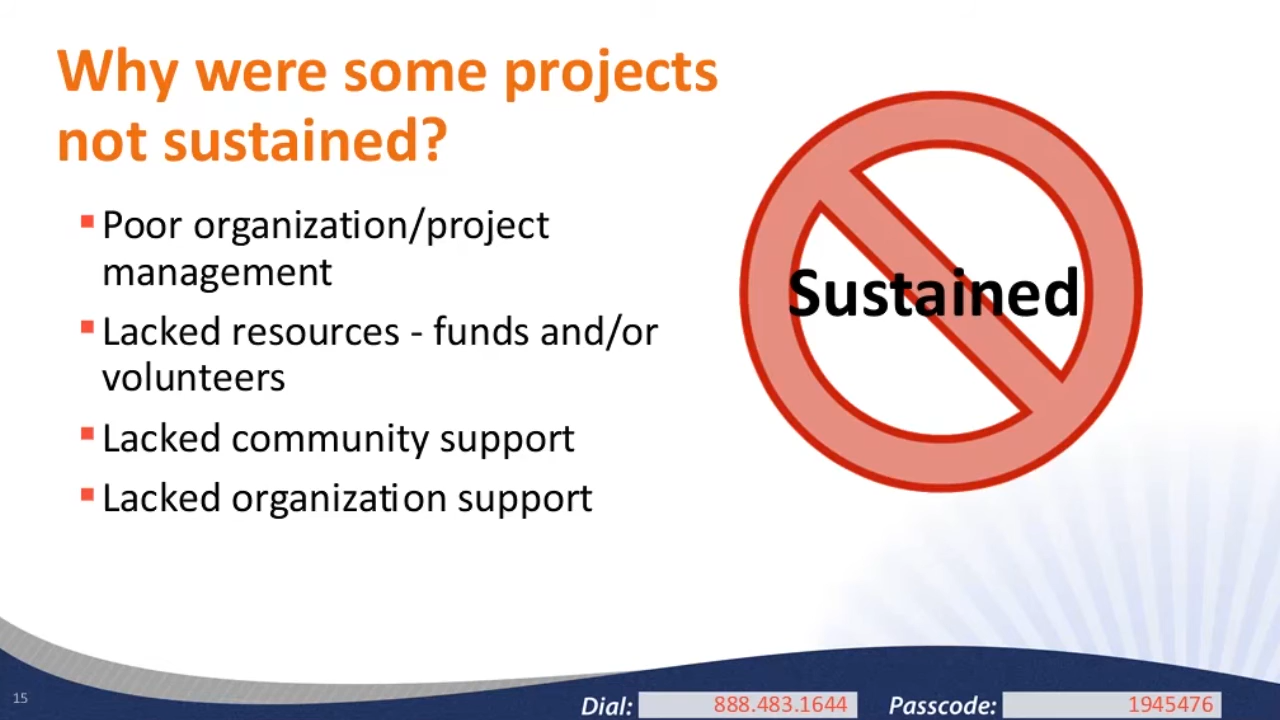 Why were some projects
not sustained?
▪Poor organization/project
management
▪Lacked resources - funds and/or
volunteers
▪Lacked community support
▪Lacked organization support
Sustained
15
Dial: 888.483.1644 Passcode: 1945476